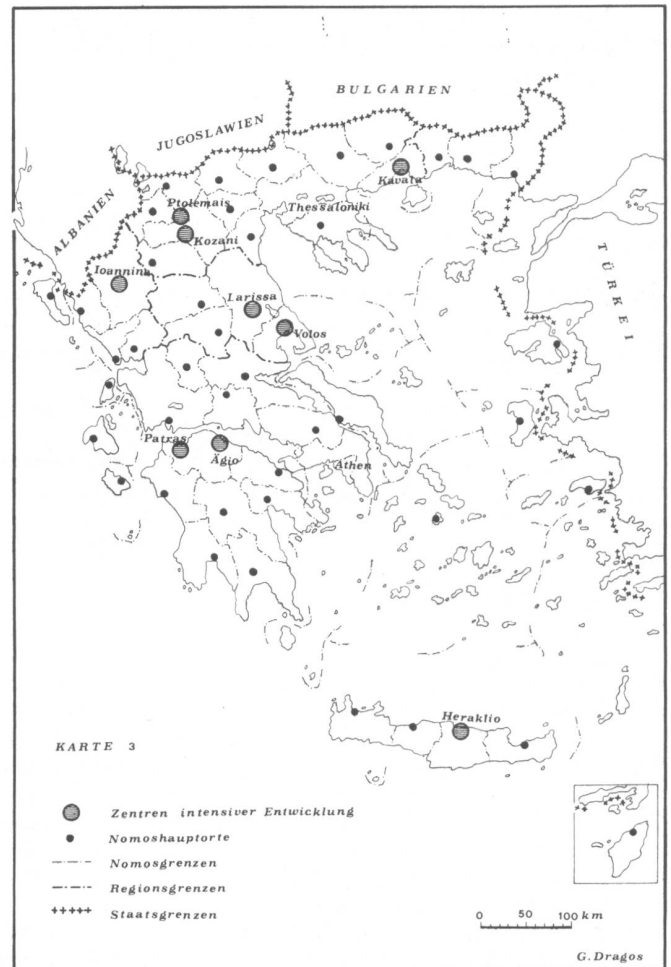 BULGARIEN
JUGOSLAWIEN
ALBANIEN
TÜRKEI
Kavala
Ptolemais
Thessaloniki
Kozani
Ioannina
Larissa
Volos
Patras
Ägio
Athen
Heraklio
KARTE 3
Zentren intensiver Entwicklung
Nomoshauptorte
Nomosgrenzen
Regionsgrenzen
Staatsgrenzen
0 50 100 km
G. Dragos